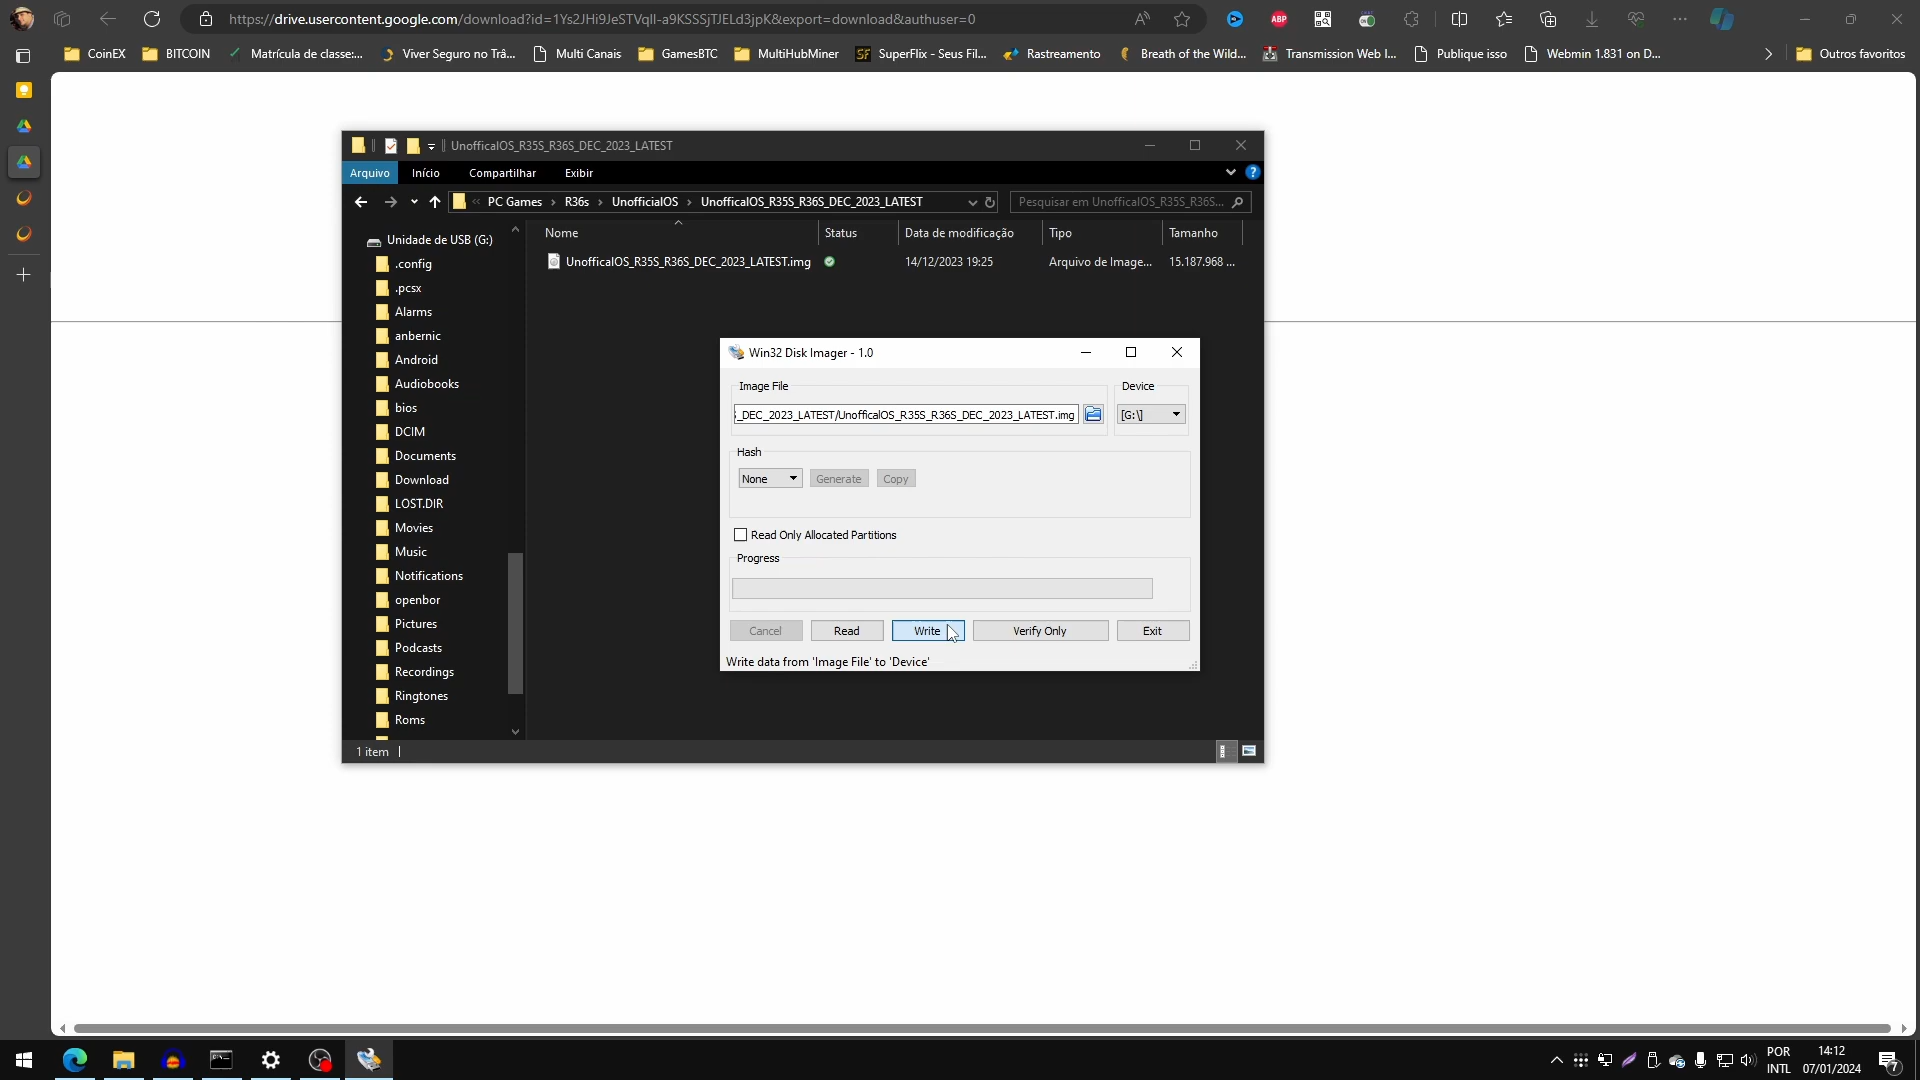 https://drive.usercontent.google.com/download?id=1Ys2JHi9JeSTVqlI-a9KSSSjTJELd3jpK&export=download&authuser=0
ABP
CoinEX
BITCOIN
Matrícula de classe:...
Viver Seguro no Trâ...
Multi Canais
GamesBTC
MultiHubMiner
SF
SuperFlix - Seus Fil...
Rastreamento
Breath of the Wild...
Transmission Web I...
Publique isso
Webmin 1.831 on D...
Outros favoritos
UnofficalOS_R35S_R36S_DEC_2023_LATEST
Arquivo
Início
Compartilhar
Exibir
« PC Games > R36s > UnofficialOS > UnofficalOS_R35S_R36S_DEC_2023_LATEST
Pesquisar em UnofficalOS_R35S_R36S...
Nome
Status
Data de modificação
Tipo
Tamanho
UnofficalOS_R35S_R36S_DEC_2023_LATEST.img
14/12/2023 19:25
Arquivo de Image...
15.187.968 ...
Unidade de USB (G:)
.config
.pcsx
Alarms
anbernic
Android
Audiobooks
bios
DCIM
Documents
Download
LOST.DIR
Movies
Music
Notifications
openbor
Pictures
Podcasts
Recordings
Ringtones
Roms
1 item
Win32 Disk Imager - 1.0
Image File
Device
_DEC_2023_LATEST/UnofficalOS_R35S_R36S_DEC_2023_LATEST.img
[G:\]
Hash
None
Generate
Copy
Read Only Allocated Partitions
Progress
Cancel
Read
Write
Verify Only
Exit
Write data from 'Image File' to 'Device'
POR
INTL
14:12
07/01/2024
7